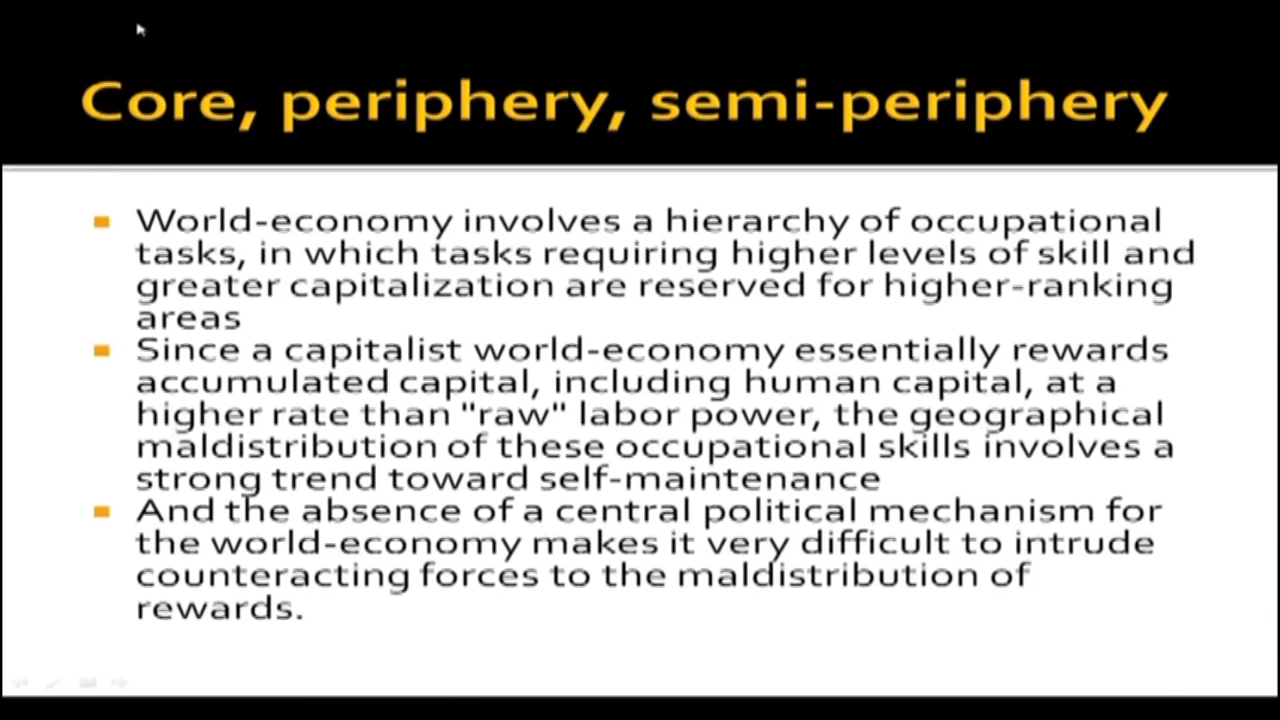 Core, periphery, semi-periphery
World-economy involves a hierarchy of occupational
tasks, in which tasks requiring higher levels of skill and
greater capitalization are reserved for higher-ranking
areas
Since a capitalist world-economy essentially rewards
accumulated capital, including human capital, at a
higher rate than "raw" labor power, the geographical
maldistribution of these occupational skills involves a
strong trend toward self-maintenance
And the absence of a central political mechanism for
the world-economy makes it very difficult to intrude
counteracting forces to the maldistribution of
rewards.